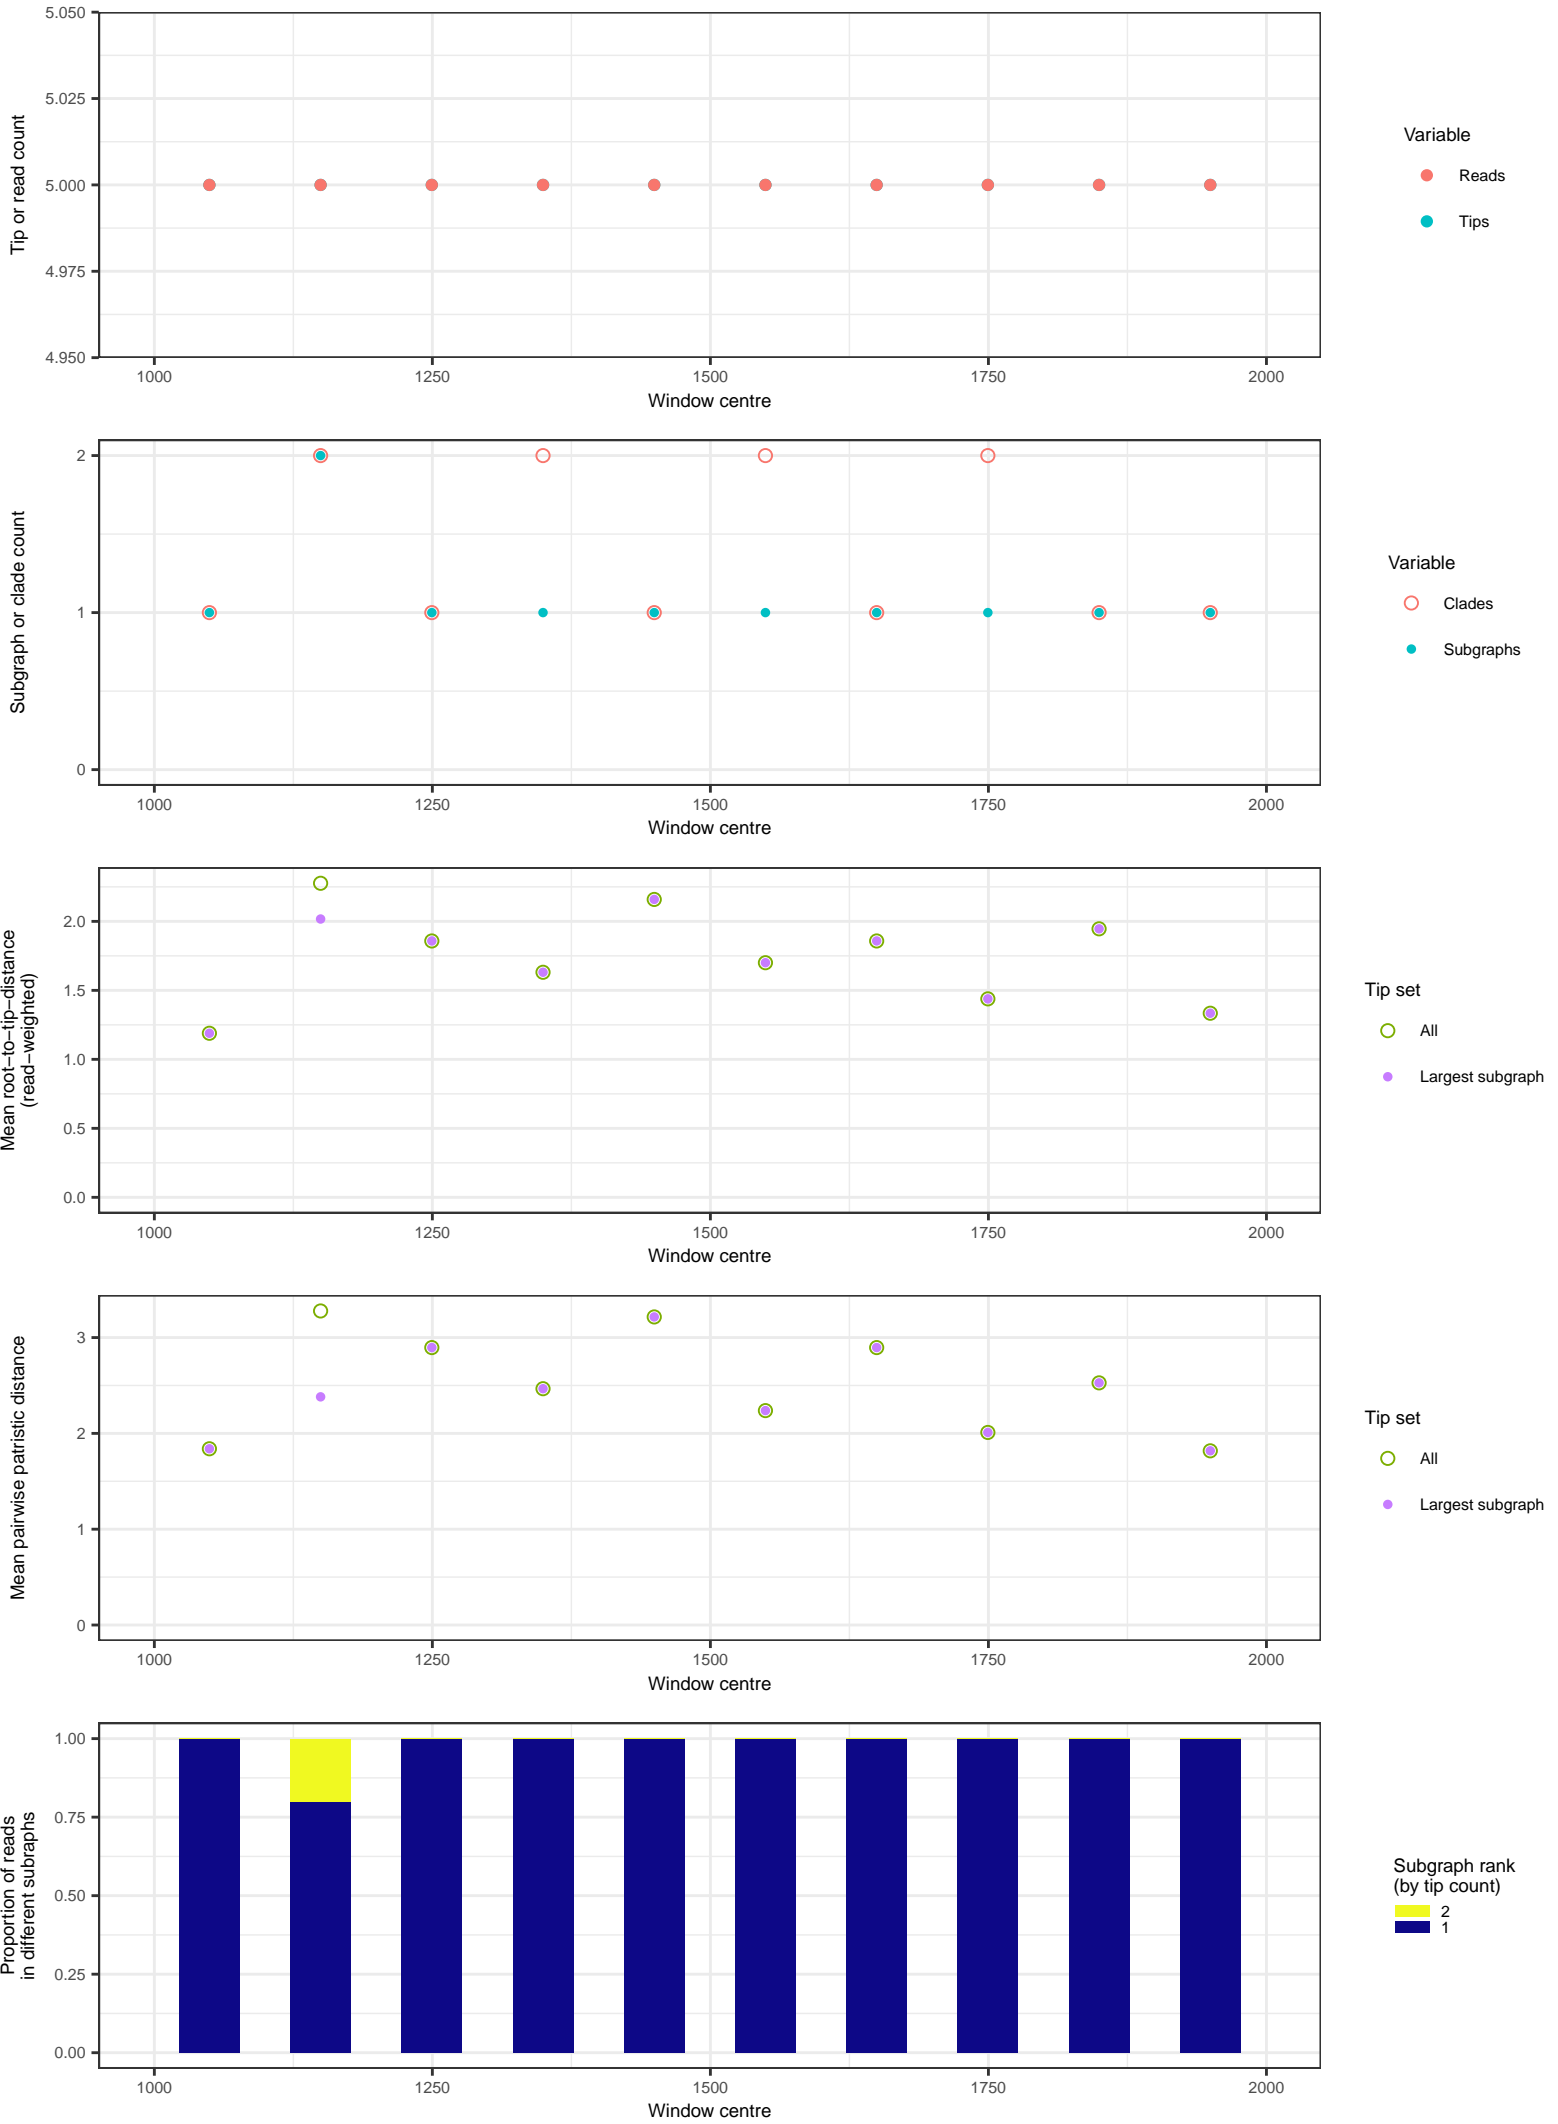 5.050
5.025
5.000
4.975
4.950
Tip or read count
1000 1250 1500 1750 2000
Window centre
Variable
Reads
Tips
2
1
0
Subgraph or clade count
1000 1250 1500 1750 2000
Window centre
Variable
Clades
Subgraphs
2.0
1.5
1.0
0.5
0.0
Mean root−to−tip−distance
(read−weighted)
1000 1250 1500 1750 2000
Window centre
Tip set
All
Largest subgraph
3
2
1
0
Mean pairwise patristic distance
1000 1250 1500 1750 2000
Window centre
Tip set
All
Largest subgraph
1.00
0.75
0.50
0.25
0.00
Proportion of reads
in different subraphs
1000 1250 1500 1750 2000
Window centre
Subgraph rank
(by tip count)
2
1